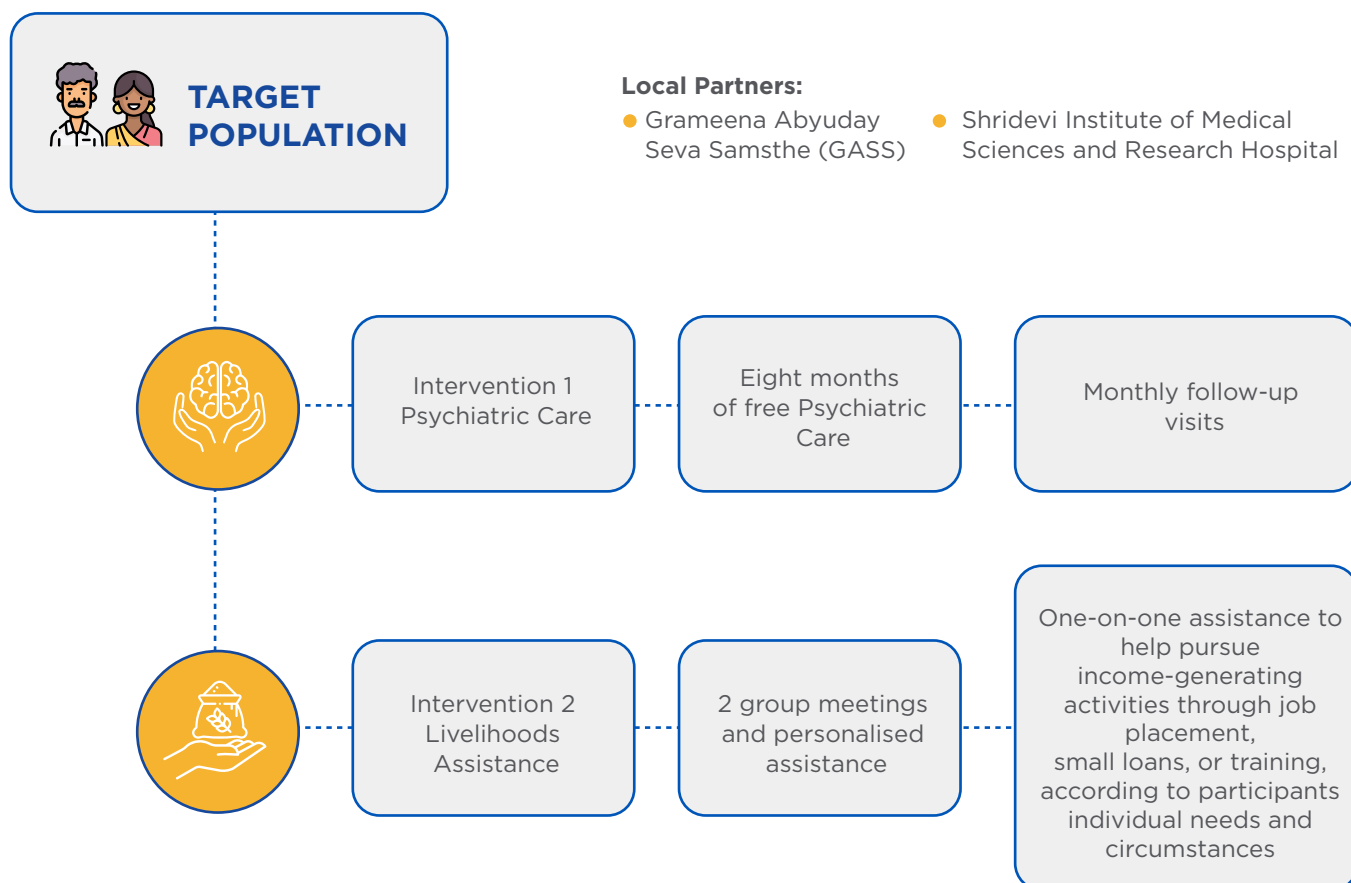 TARGET
POPULATION
Local Partners:
Grameena Abyuday
Seva Samsthe (GASS)
Shridevi Institute of Medical
Sciences and Research Hospital
Intervention 1
Psychiatric Care
Eight months
of free Psychiatric
Care
Monthly follow-up
visits
Intervention 2
Livelihoods
Assistance
2 group meetings
and personalised
assistance
One-on-one assistance to
help pursue
income-generating
activities through job
placement,
small loans, or training,
according to participants
individual needs and
circumstances